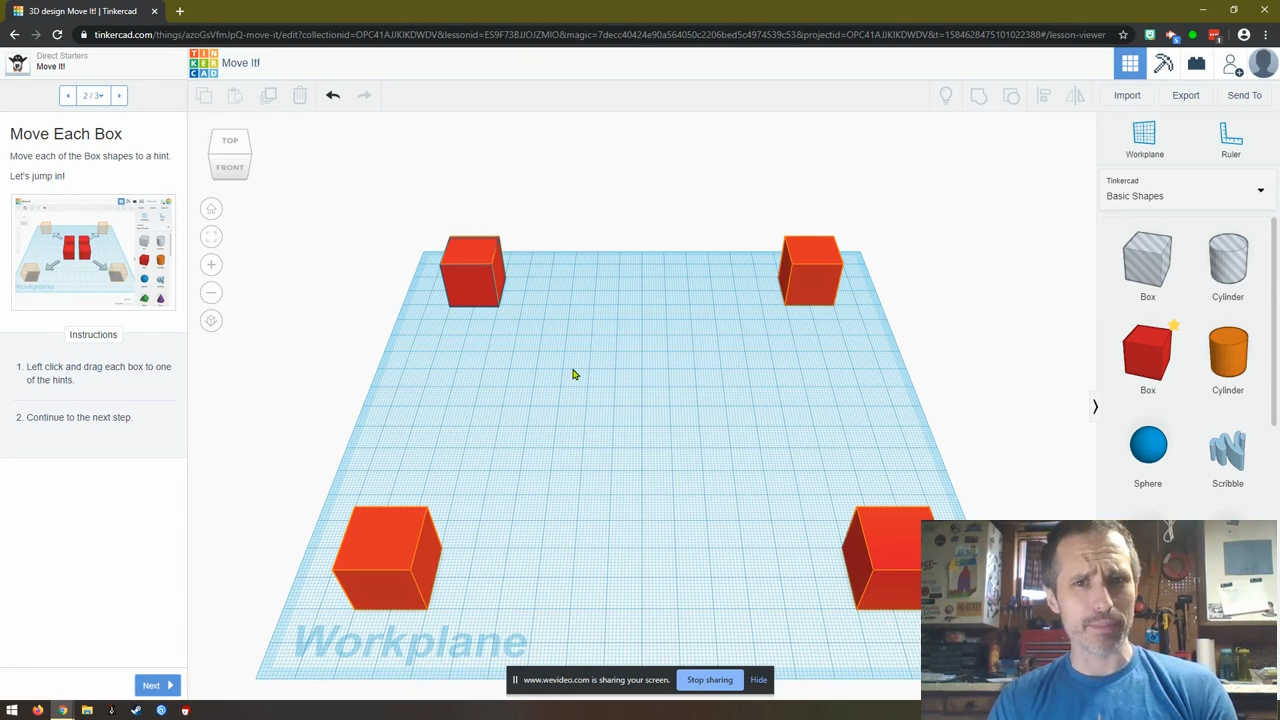 3D design Move It! | Tinkercad
tinkercad.com/things/azoGsVfmJpQ-move-it/edit?collectionid=OPC41AJJKIKDWDV&lessonid=ES9F73BJJOJZMIO&magic=7decc40424e90a564050c2206bed5c4974539c53&projectid=OPC41AJJKIKDWDV&t=1584628475101022388#/lesson-viewer
Direct Starters
Move It!
TIN
KER
CAD
Move It!
2 / 3
Import
Export
Send To
Move Each Box
Move each of the Box shapes to a hint.
Let's jump in!
Instructions
1. Left click and drag each box to one
of the hints.
2. Continue to the next step.
Next
TOP
FRONT
Workplane
Workplane
Ruler
Tinkercad
Basic Shapes
Box
Cylinder
Box
Cylinder
Sphere
Scribble
www.wevideo.com is sharing your screen.
Stop sharing
Hide